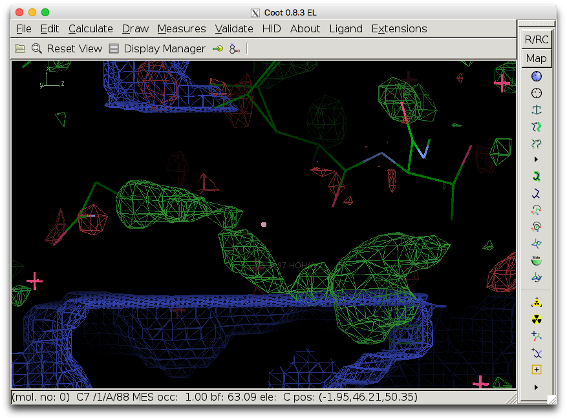 Coot 0.8.3 EL
File Edit Calculate Draw Measures Validate HID About Ligand Extensions
Reset View Display Manager
R/RC
Map
y z
HOH
(mol. no: 0) C7 /1/A/88 MES occ: 1.00 bf: 63.09 ele: C pos: (-1.95,46.21,50.35)